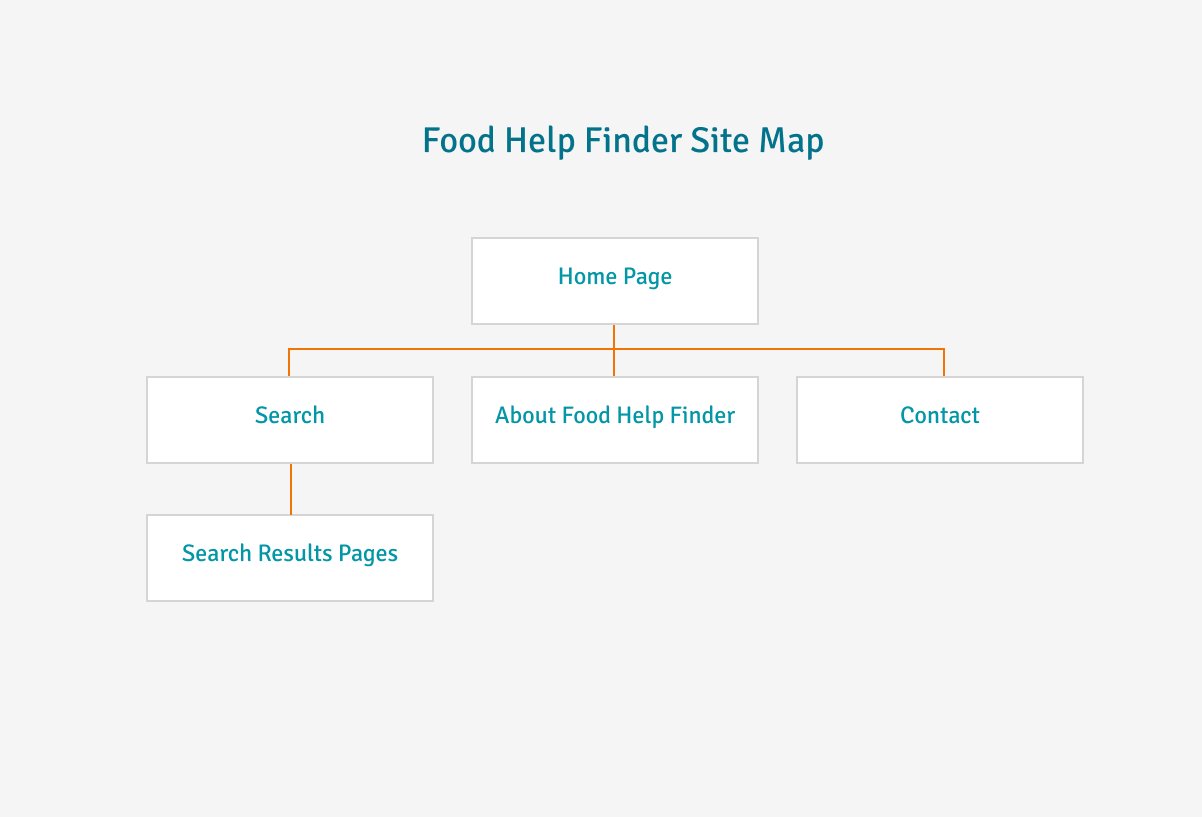 Food Help Finder Site Map
Home Page
Search
About Food Help Finder
Contact
Search Results Pages